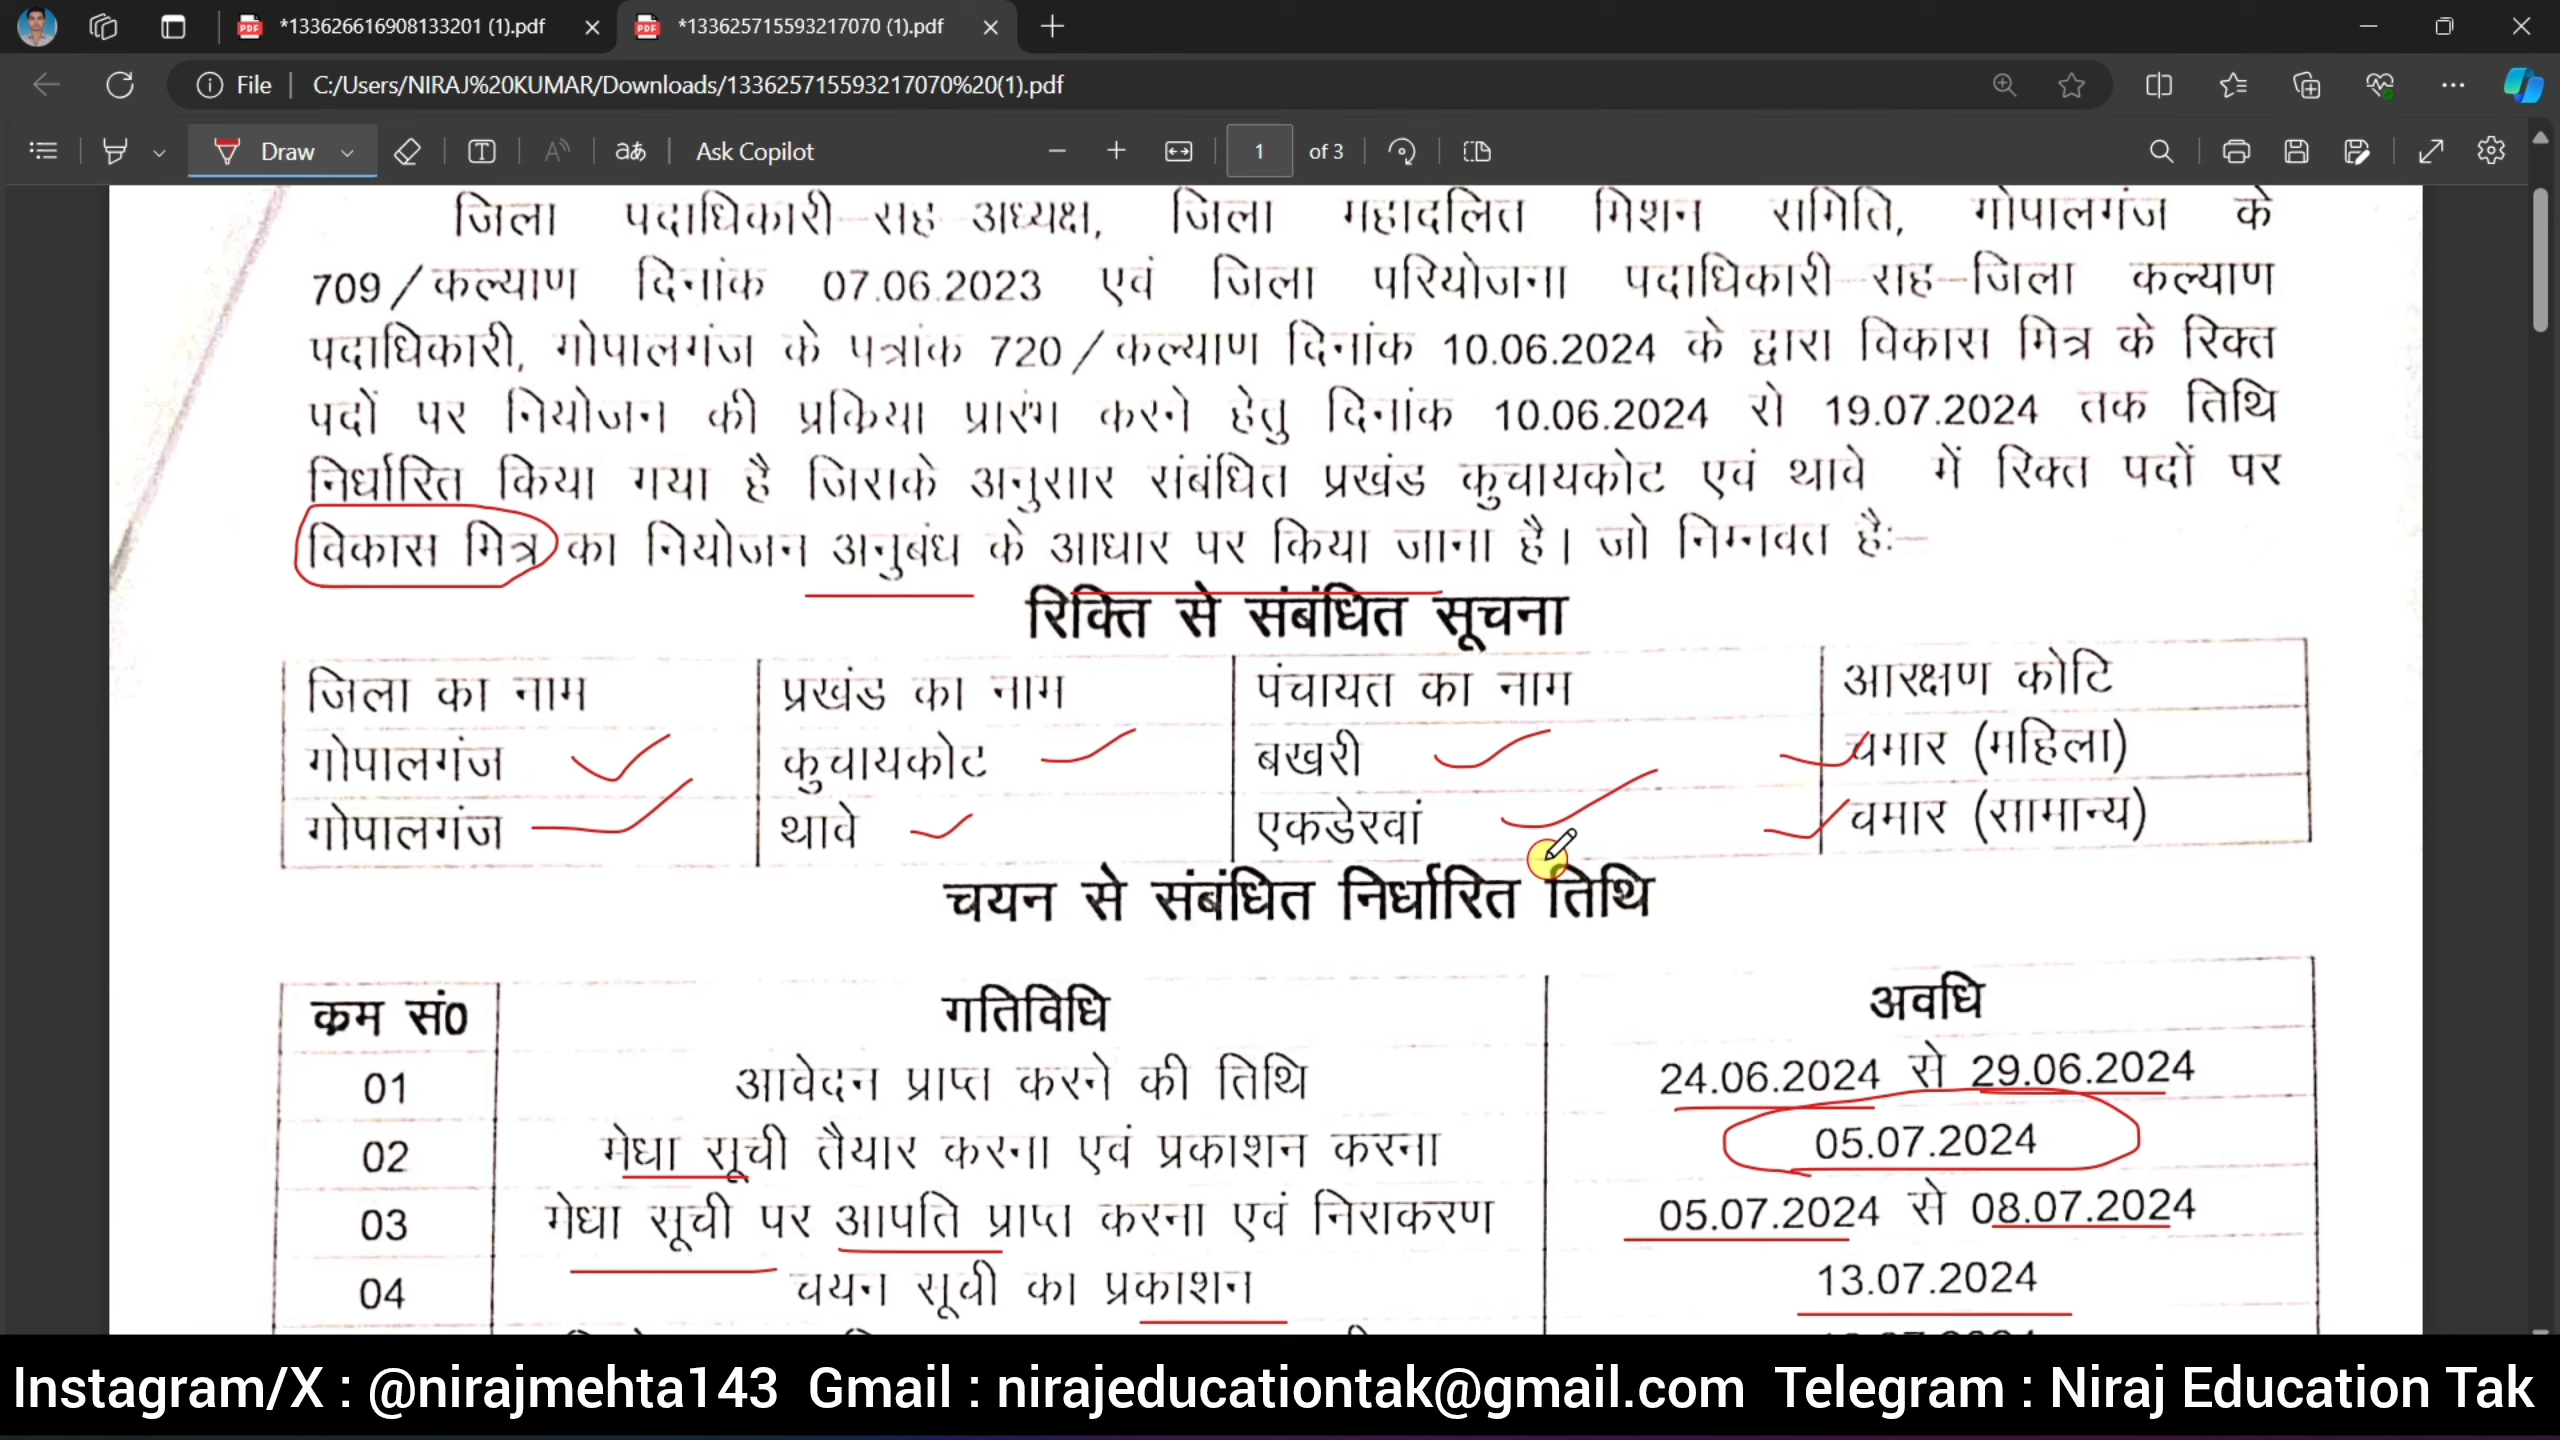 *133626616908133201 (1).pdf
*133625715593217070 (1).pdf
File C:/Users/NIRAJ%20KUMAR/Downloads/133625715593217070%20(1).pdf
Draw aあ Ask Copilot 1 of 3
जिला पदाधिकारी–सह–अध्यक्ष, जिला महादलित मिशन समिति, गोपालगंज के
709/कल्याण दिनांक 07.06.2023 एवं जिला परियोजना पदाधिकारी–सह–जिला कल्याण
पदाधिकारी, गोपालगंज के पत्रांक 720/कल्याण दिनांक 10.06.2024 के द्वारा विकास मित्र के रिक्त
पदों पर नियोजन की प्रकिया प्रारंभ करने हेतु दिनांक 10.06.2024 से 19.07.2024 तक तिथि
निर्धारित किया गया है जिसके अनुसार संबंधित प्रखंड कुचायकोट एवं थावे में रिक्त पदों पर
विकास मित्र का नियोजन अनुबंध के आधार पर किया जाना है। जो निम्नवत है:–
रिक्ति से संबंधित सूचना
जिला का नाम प्रखंड का नाम पंचायत का नाम आरक्षण कोटि
गोपालगंज कुचायकोट बखरी चमार (महिला)
गोपालगंज थावे एकडेरवां चमार (सामान्य)
चयन से संबंधित निर्धारित तिथि
कम सं0 गतिविधि अवधि
01 आवेदन प्राप्त करने की तिथि 24.06.2024 से 29.06.2024
02 मेधा सूची तैयार करना एवं प्रकाशन करना 05.07.2024
03 मेधा सूची पर आपति प्राप्त करना एवं निराकरण 05.07.2024 से 08.07.2024
04 चयन सूची का प्रकाशन 13.07.2024
Instagram/X : @nirajmehta143 Gmail : nirajeducationtak@gmail.com Telegram : Niraj Education Tak